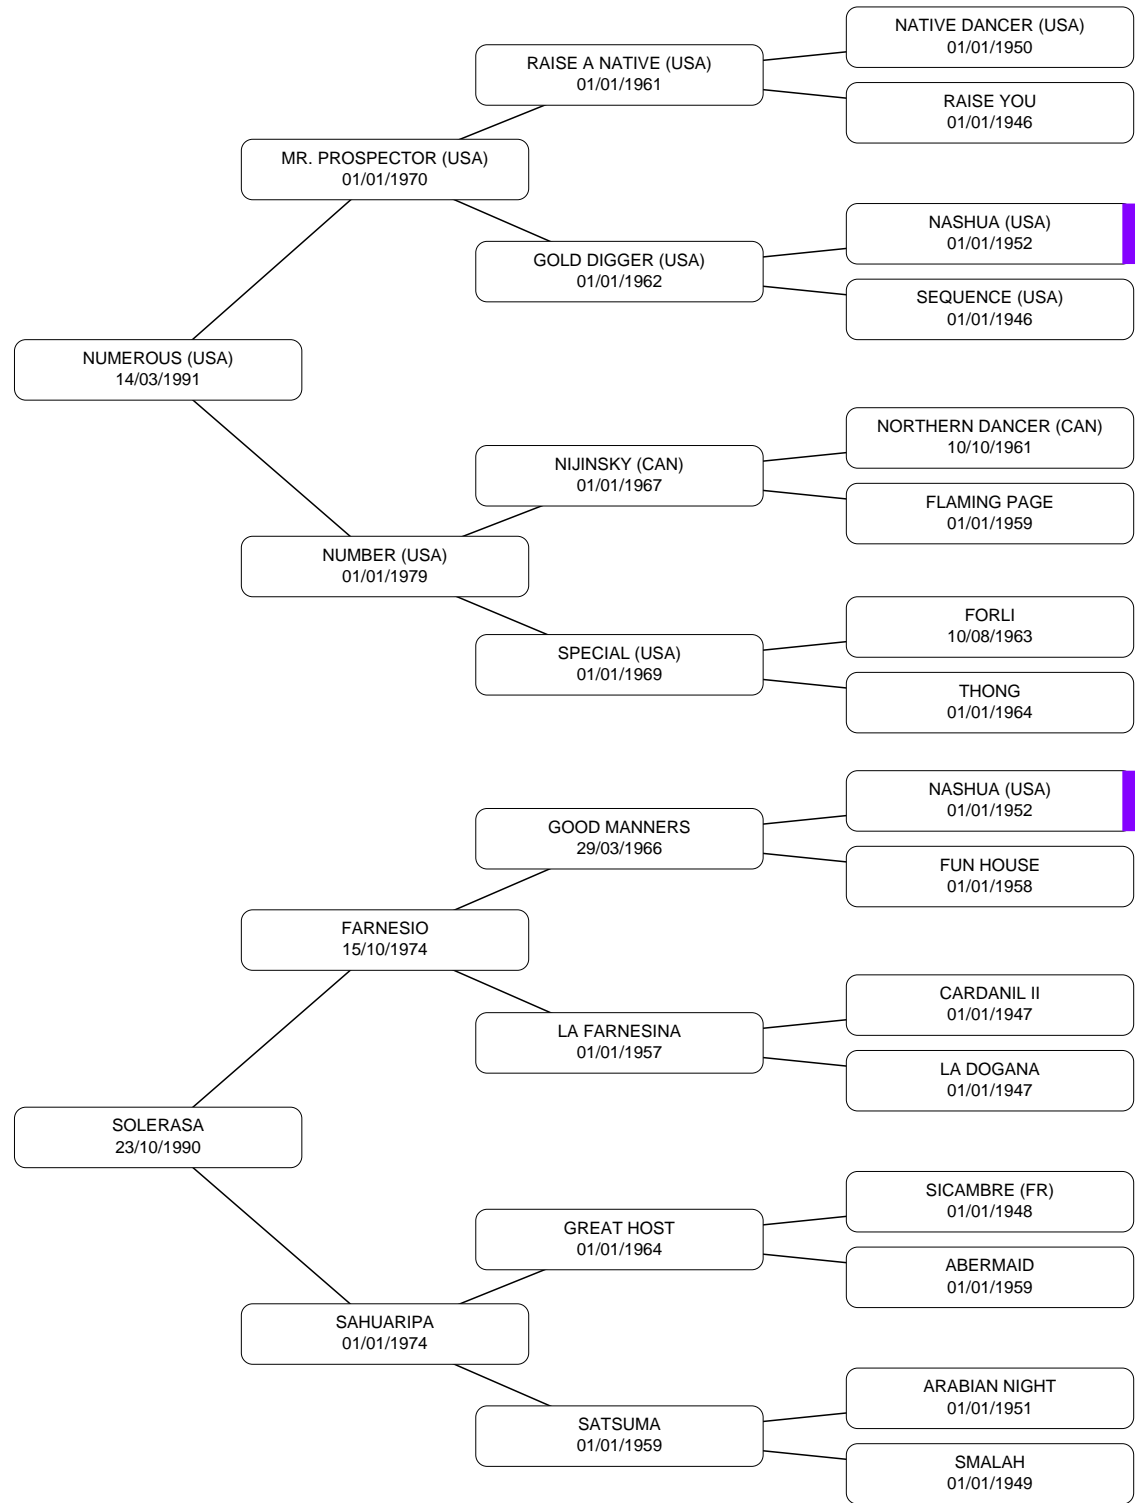 NATIVE DANCER (USA)
01/01/1950
RAISE A NATIVE (USA)
01/01/1961
RAISE YOU
01/01/1946
MR. PROSPECTOR (USA)
01/01/1970
NASHUA (USA)
01/01/1952
GOLD DIGGER (USA)
01/01/1962
SEQUENCE (USA)
01/01/1946
NUMEROUS (USA)
14/03/1991
NORTHERN DANCER (CAN)
10/10/1961
NIJINSKY (CAN)
01/01/1967
FLAMING PAGE
01/01/1959
NUMBER (USA)
01/01/1979
FORLI
10/08/1963
SPECIAL (USA)
01/01/1969
THONG
01/01/1964
NASHUA (USA)
01/01/1952
GOOD MANNERS
29/03/1966
FUN HOUSE
01/01/1958
FARNESIO
15/10/1974
CARDANIL II
01/01/1947
LA FARNESINA
01/01/1957
LA DOGANA
01/01/1947
SOLERASA
23/10/1990
SICAMBRE (FR)
01/01/1948
GREAT HOST
01/01/1964
ABERMAID
01/01/1959
SAHUARIPA
01/01/1974
ARABIAN NIGHT
01/01/1951
SATSUMA
01/01/1959
SMALAH
01/01/1949